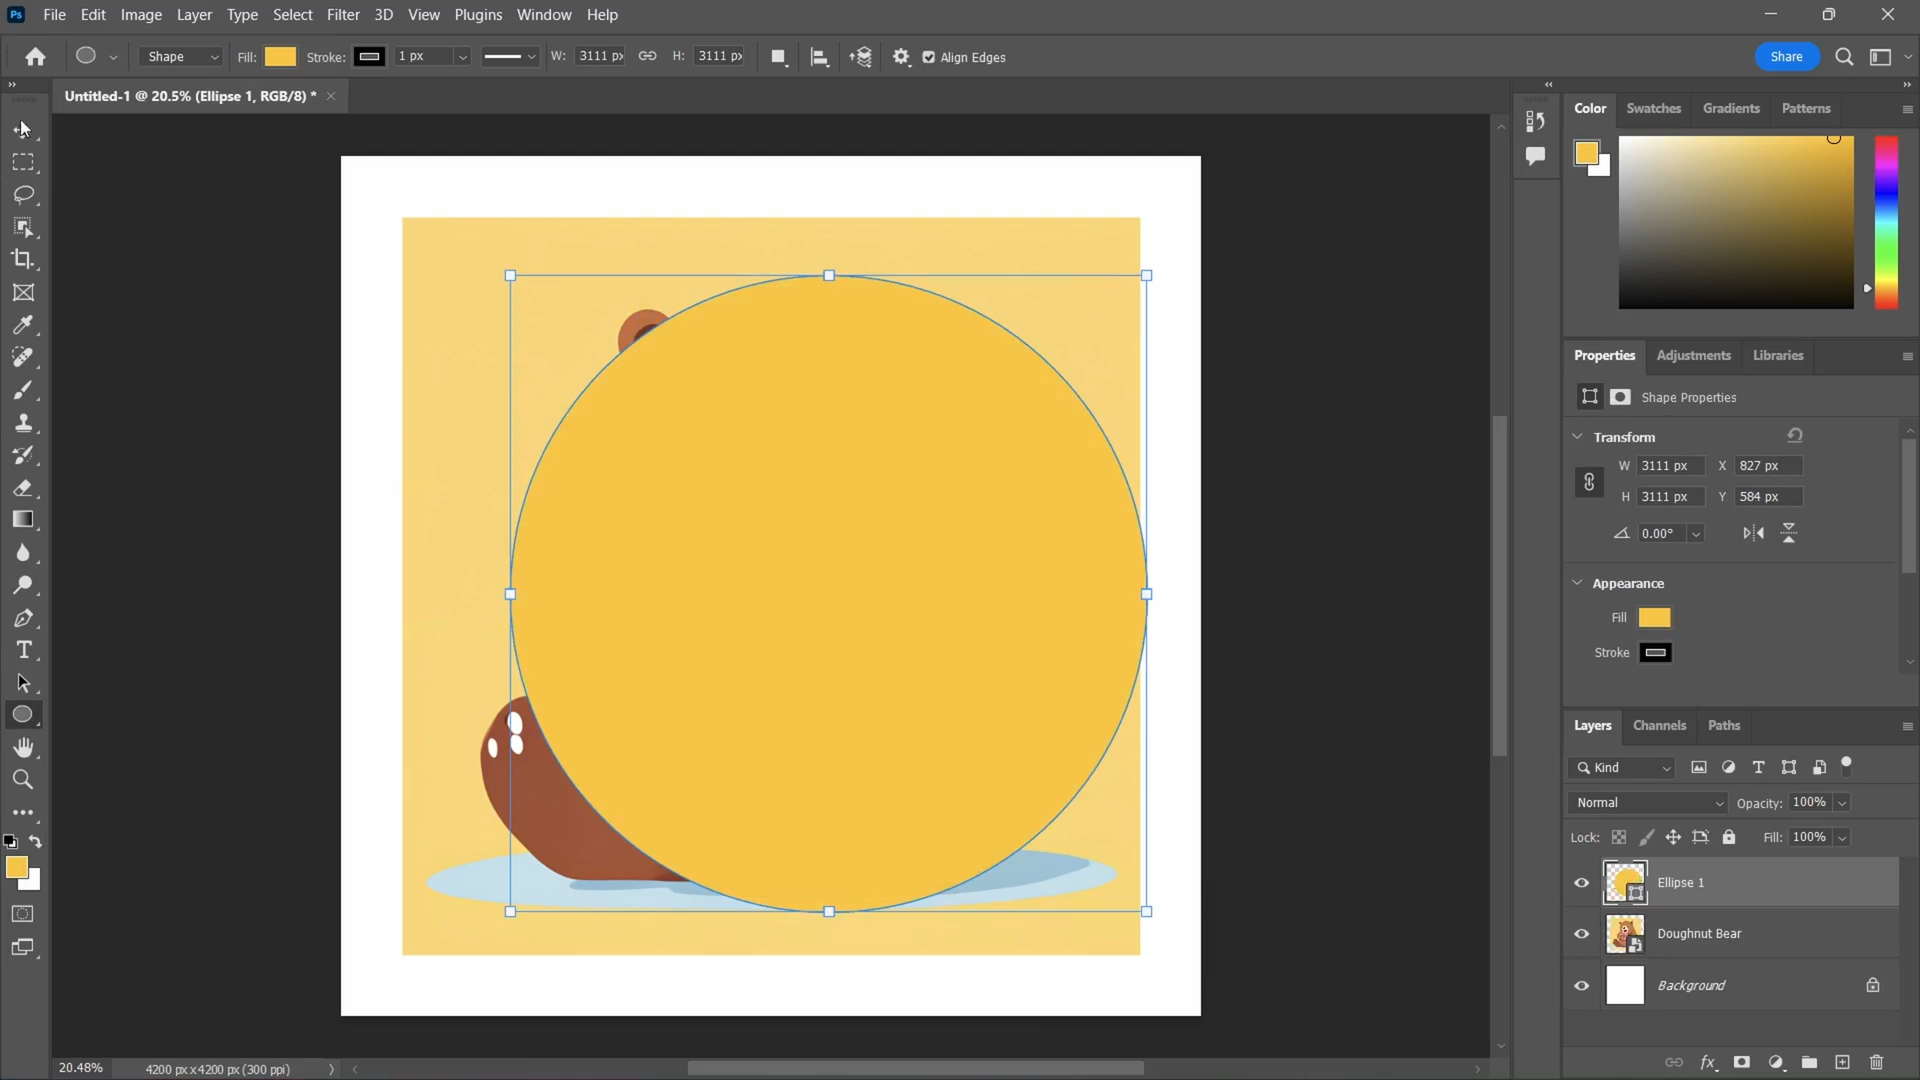 Ps File Edit Image Layer Type Select Filter 3D View Plugins Window Help
Shape Fill: Stroke: 1 px W: 3111 px H: 3111 px Align Edges Share
Untitled-1 @ 20.5% (Ellipse 1, RGB/8) * ×
Color Swatches Gradients Patterns
Properties Adjustments Libraries
Shape Properties
Transform
W 3111 px X 827 px
H 3111 px Y 584 px
0.00°
Appearance
Fill
Stroke
Layers Channels Paths
Kind
Normal Opacity: 100%
Lock: Fill: 100%
Ellipse 1
Doughnut Bear
Background
fx
20.48% 4200 px x 4200 px (300 ppi)